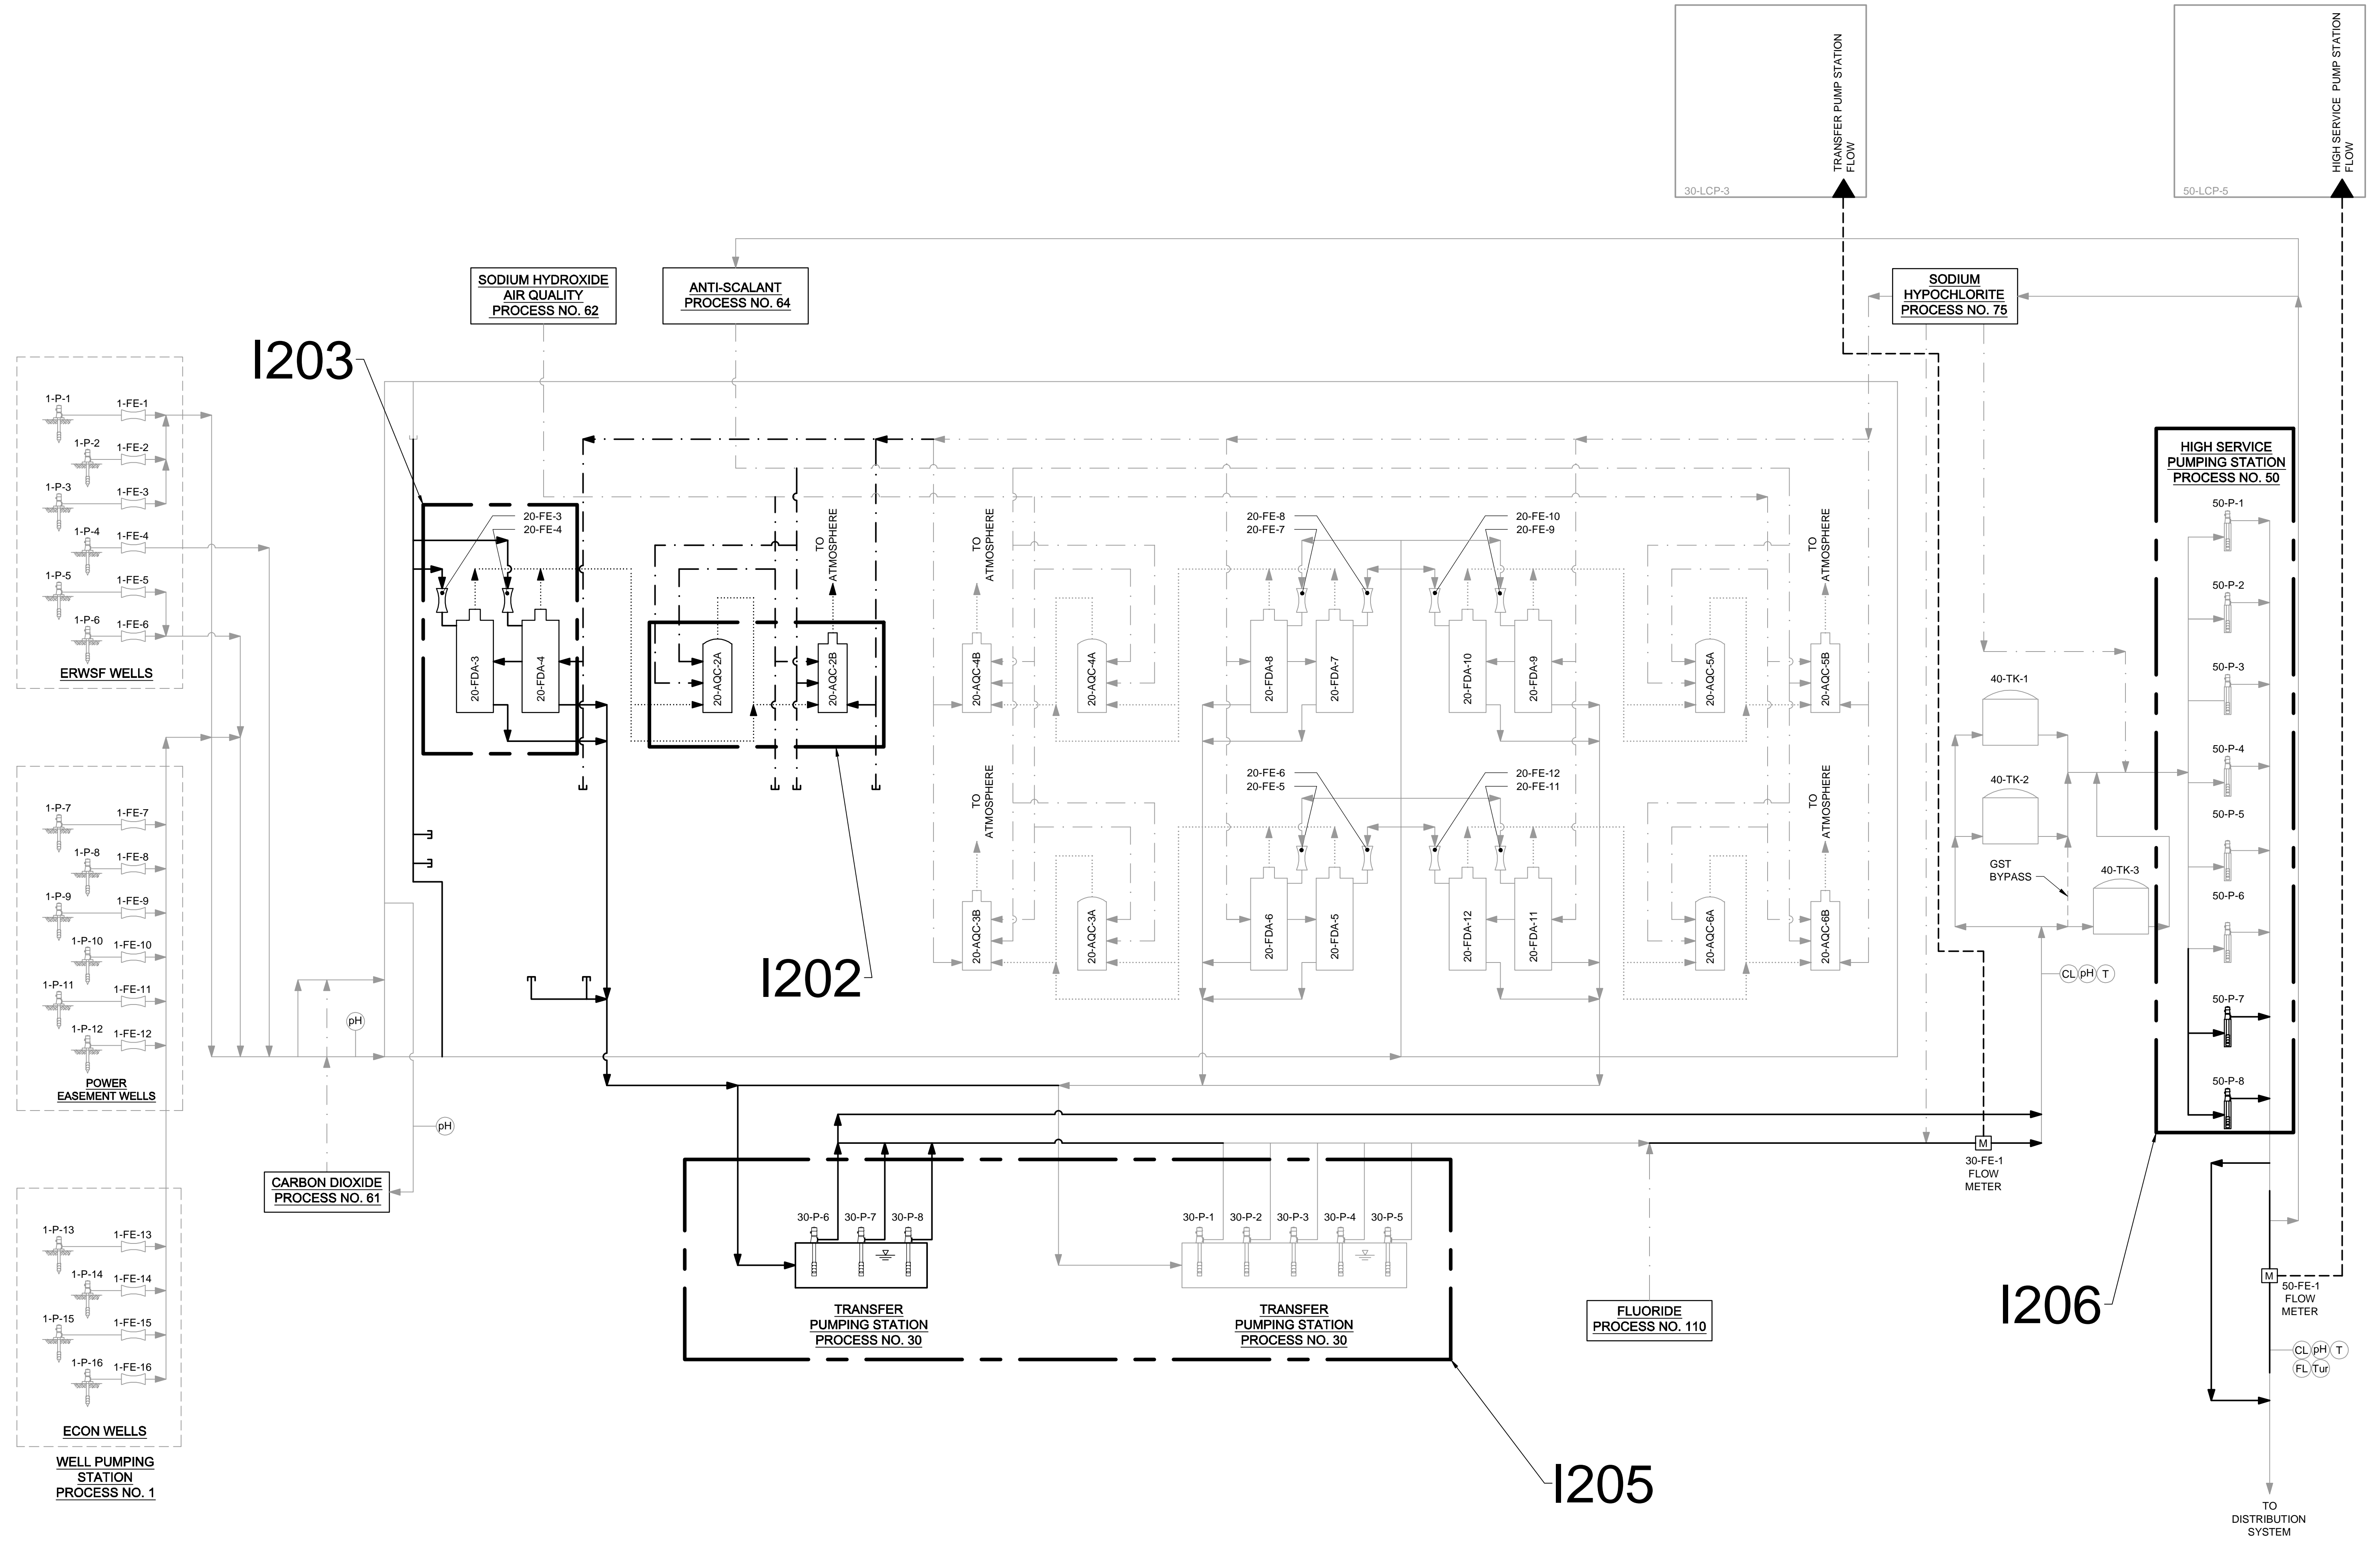 TRANSFER PUMP STATION
FLOW
30-LCP-3
HIGH SERVICE PUMP STATION
FLOW
50-LCP-5
SODIUM HYDROXIDE
AIR QUALITY
PROCESS NO. 62
ANTI-SCALANT
PROCESS NO. 64
SODIUM
HYPOCHLORITE
PROCESS NO. 75
I203
1-P-1
1-FE-1
1-P-2
1-FE-2
1-P-3
1-FE-3
1-P-4
1-FE-4
1-P-5
1-FE-5
1-P-6
1-FE-6
ERWSF WELLS
1-P-7
1-FE-7
1-P-8
1-FE-8
1-P-9
1-FE-9
1-P-10
1-FE-10
1-P-11
1-FE-11
1-P-12
1-FE-12
POWER
EASEMENT WELLS
1-P-13
1-FE-13
1-P-14
1-FE-14
1-P-15
1-FE-15
1-P-16
1-FE-16
ECON WELLS
WELL PUMPING
STATION
PROCESS NO. 1
pH
pH
CARBON DIOXIDE
PROCESS NO. 61
20-FE-3
20-FE-4
20-FDA-3
20-FDA-4
TO
ATMOSPHERE
20-AQC-2A
20-AQC-2B
I202
TO
ATMOSPHERE
20-AQC-4B
20-AQC-4A
20-FE-8
20-FE-7
20-FE-10
20-FE-9
20-FDA-8
20-FDA-7
20-FDA-10
20-FDA-9
20-AQC-5A
TO
ATMOSPHERE
20-AQC-5B
TO
ATMOSPHERE
20-AQC-3B
20-AQC-3A
20-FE-6
20-FE-5
20-FE-12
20-FE-11
20-FDA-6
20-FDA-5
20-FDA-12
20-FDA-11
20-AQC-6A
TO
ATMOSPHERE
20-AQC-6B
40-TK-1
40-TK-2
GST
BYPASS
40-TK-3
CL
pH
T
HIGH SERVICE
PUMPING STATION
PROCESS NO. 50
50-P-1
50-P-2
50-P-3
50-P-4
50-P-5
50-P-6
50-P-7
50-P-8
M
30-FE-1
FLOW
METER
30-P-6
30-P-7
30-P-8
TRANSFER
PUMPING STATION
PROCESS NO. 30
30-P-1
30-P-2
30-P-3
30-P-4
30-P-5
TRANSFER
PUMPING STATION
PROCESS NO. 30
I205
FLUORIDE
PROCESS NO. 110
I206
M
50-FE-1
FLOW
METER
CL
pH
T
FL
Tur
TO
DISTRIBUTION
SYSTEM